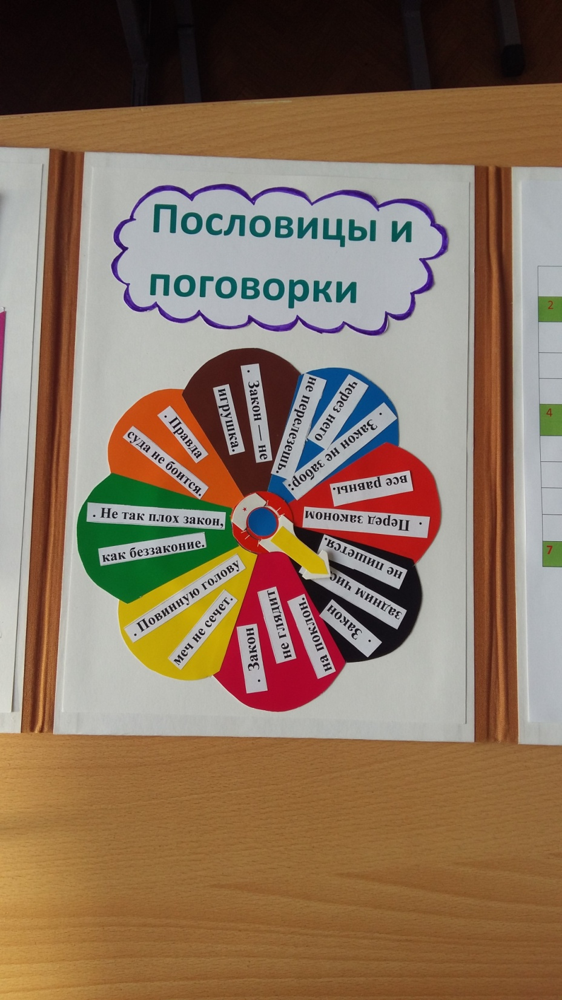 Пословицы и
поговорки
. Закон — не
игрушка.
. Закон не забор:
через него
не перелезешь.
. Перед законом
все равны.
. Закон
задним чис
не пишется.
. Закон
не глядит
на поклон.
. Повинную голову
меч не сечет.
. Не так плох закон,
как беззаконие.
. Правда
суда не боится.
2
4
7